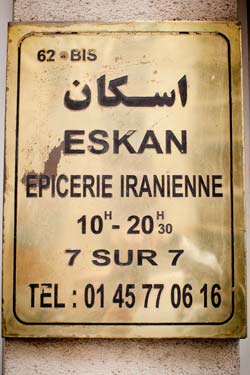 62 - BIS
اسکان
ESKAN
EPICERIE IRANIENNE
10H - 20H30
7 SUR 7
TEL : 01 45 77 06 16